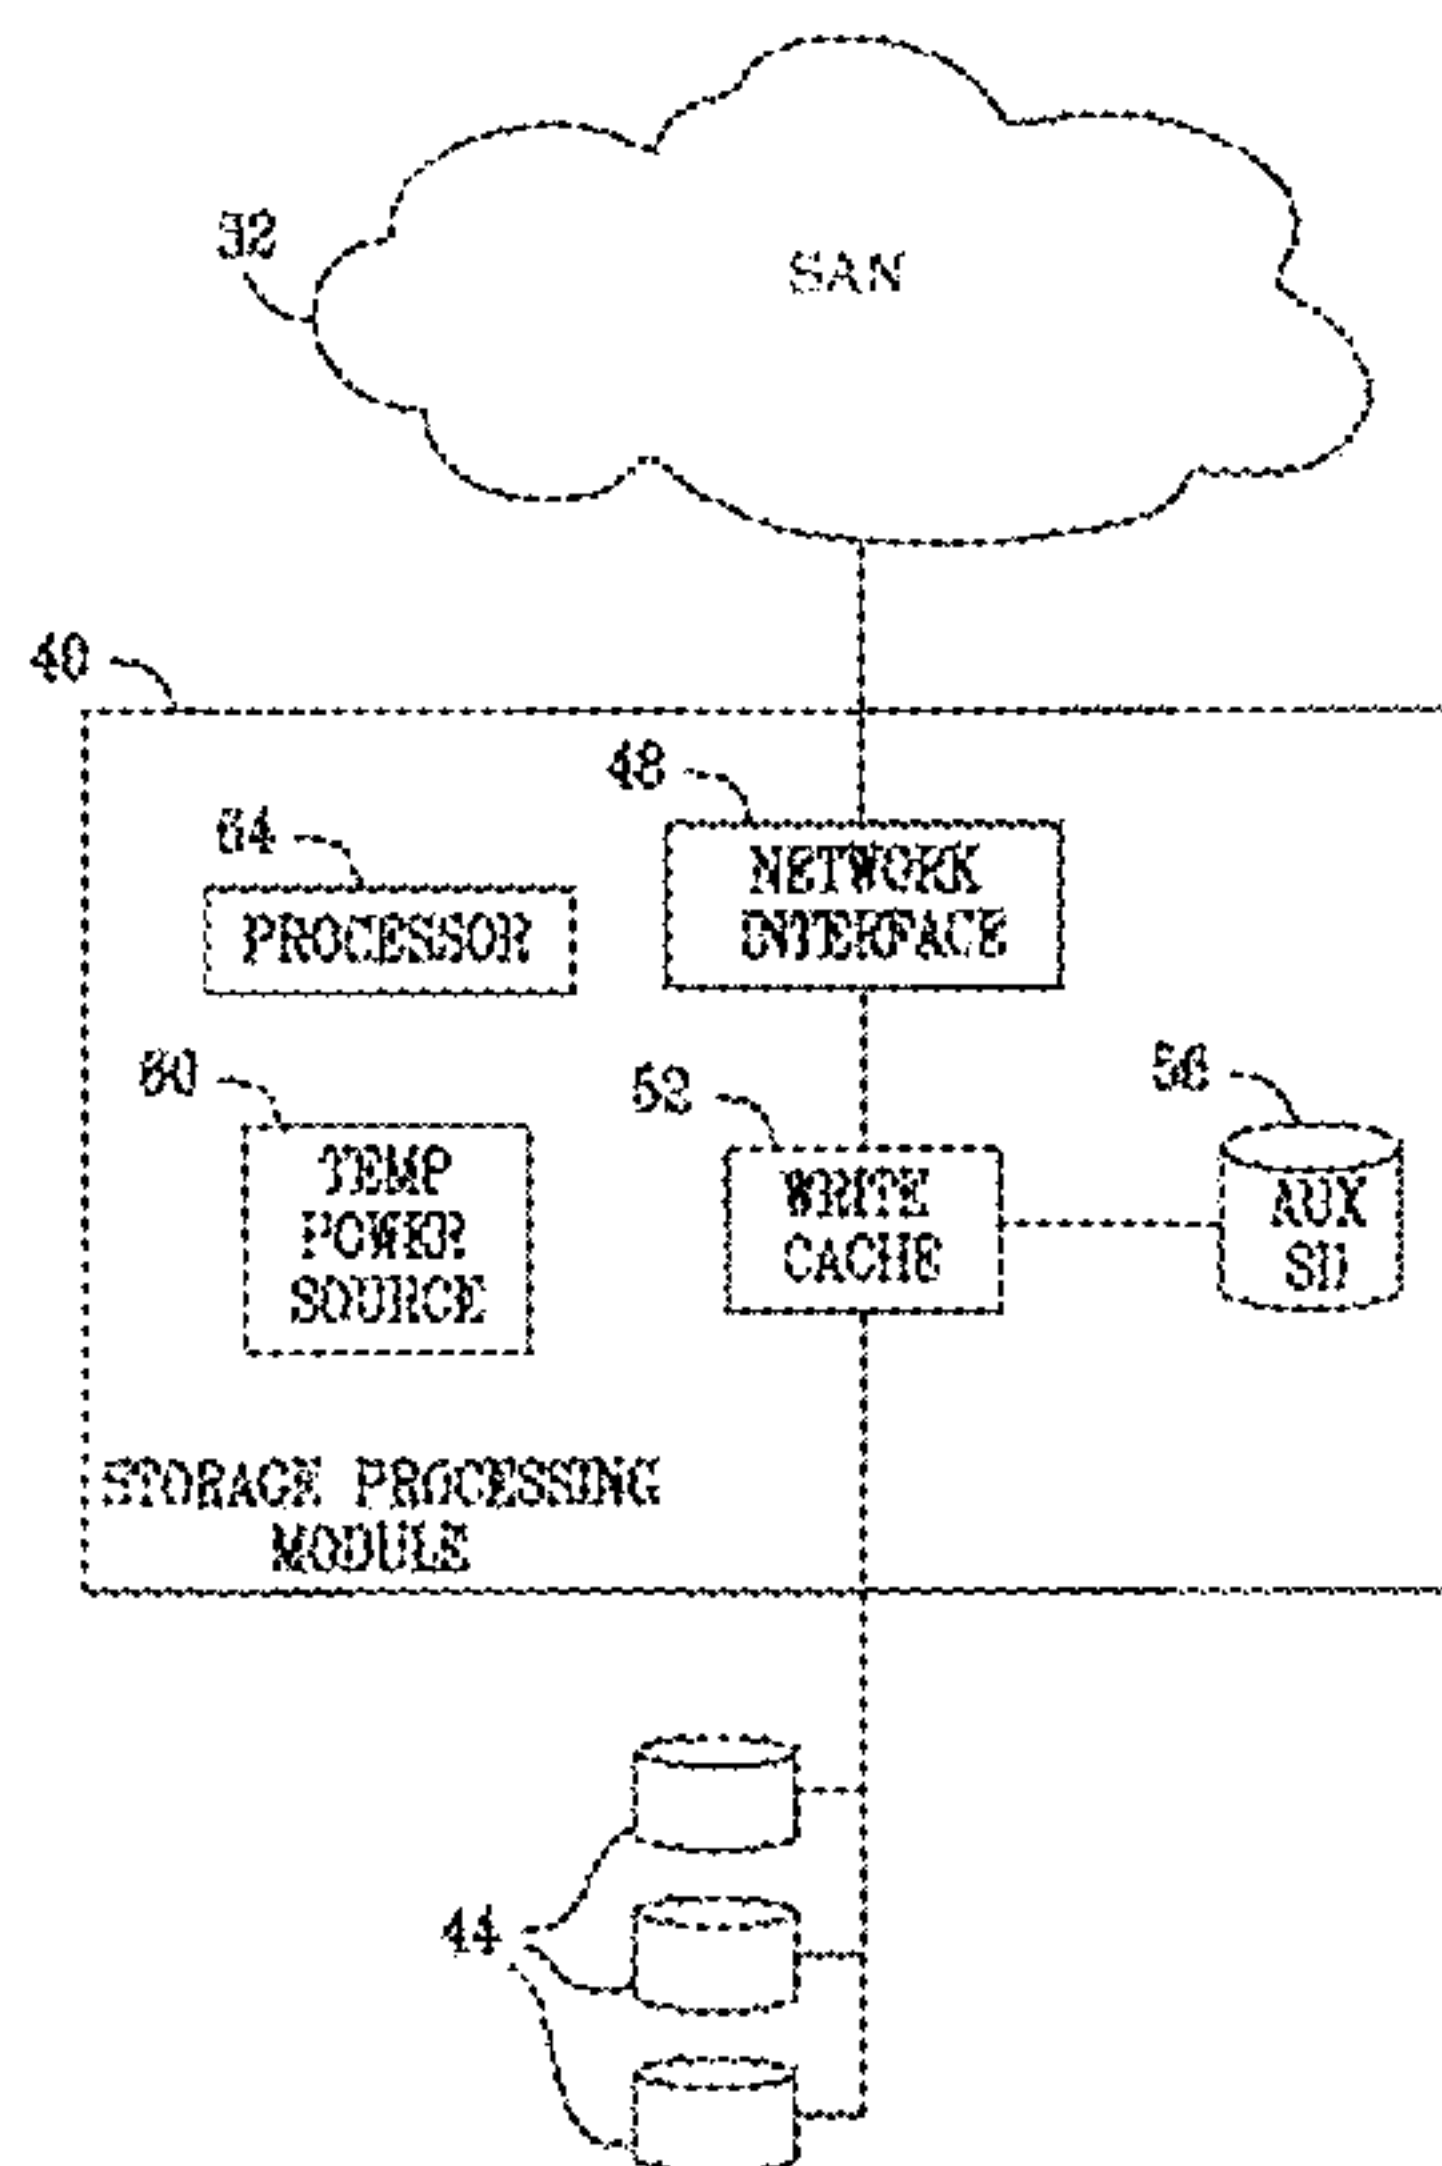 32
SAN
40
48
64
NETWORK
INTERFACE
PROCESSOR
60
52
56
TEMP
POWER
SOURCE
WRITE
CACHE
AUX
SD
STORAGE PROCESSING
MODULE
44